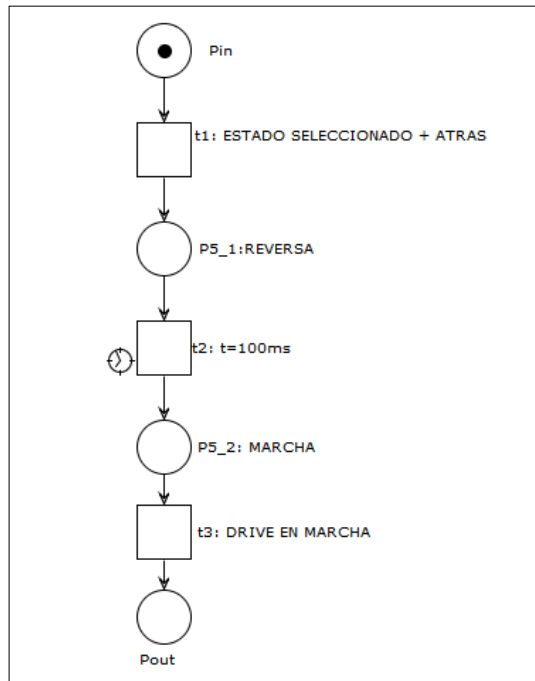 Pin
t1: ESTADO SELECCIONADO + ATRAS
P5_1:REVERSA
t2: t=100ms
P5_2: MARCHA
t3: DRIVE EN MARCHA
Pout